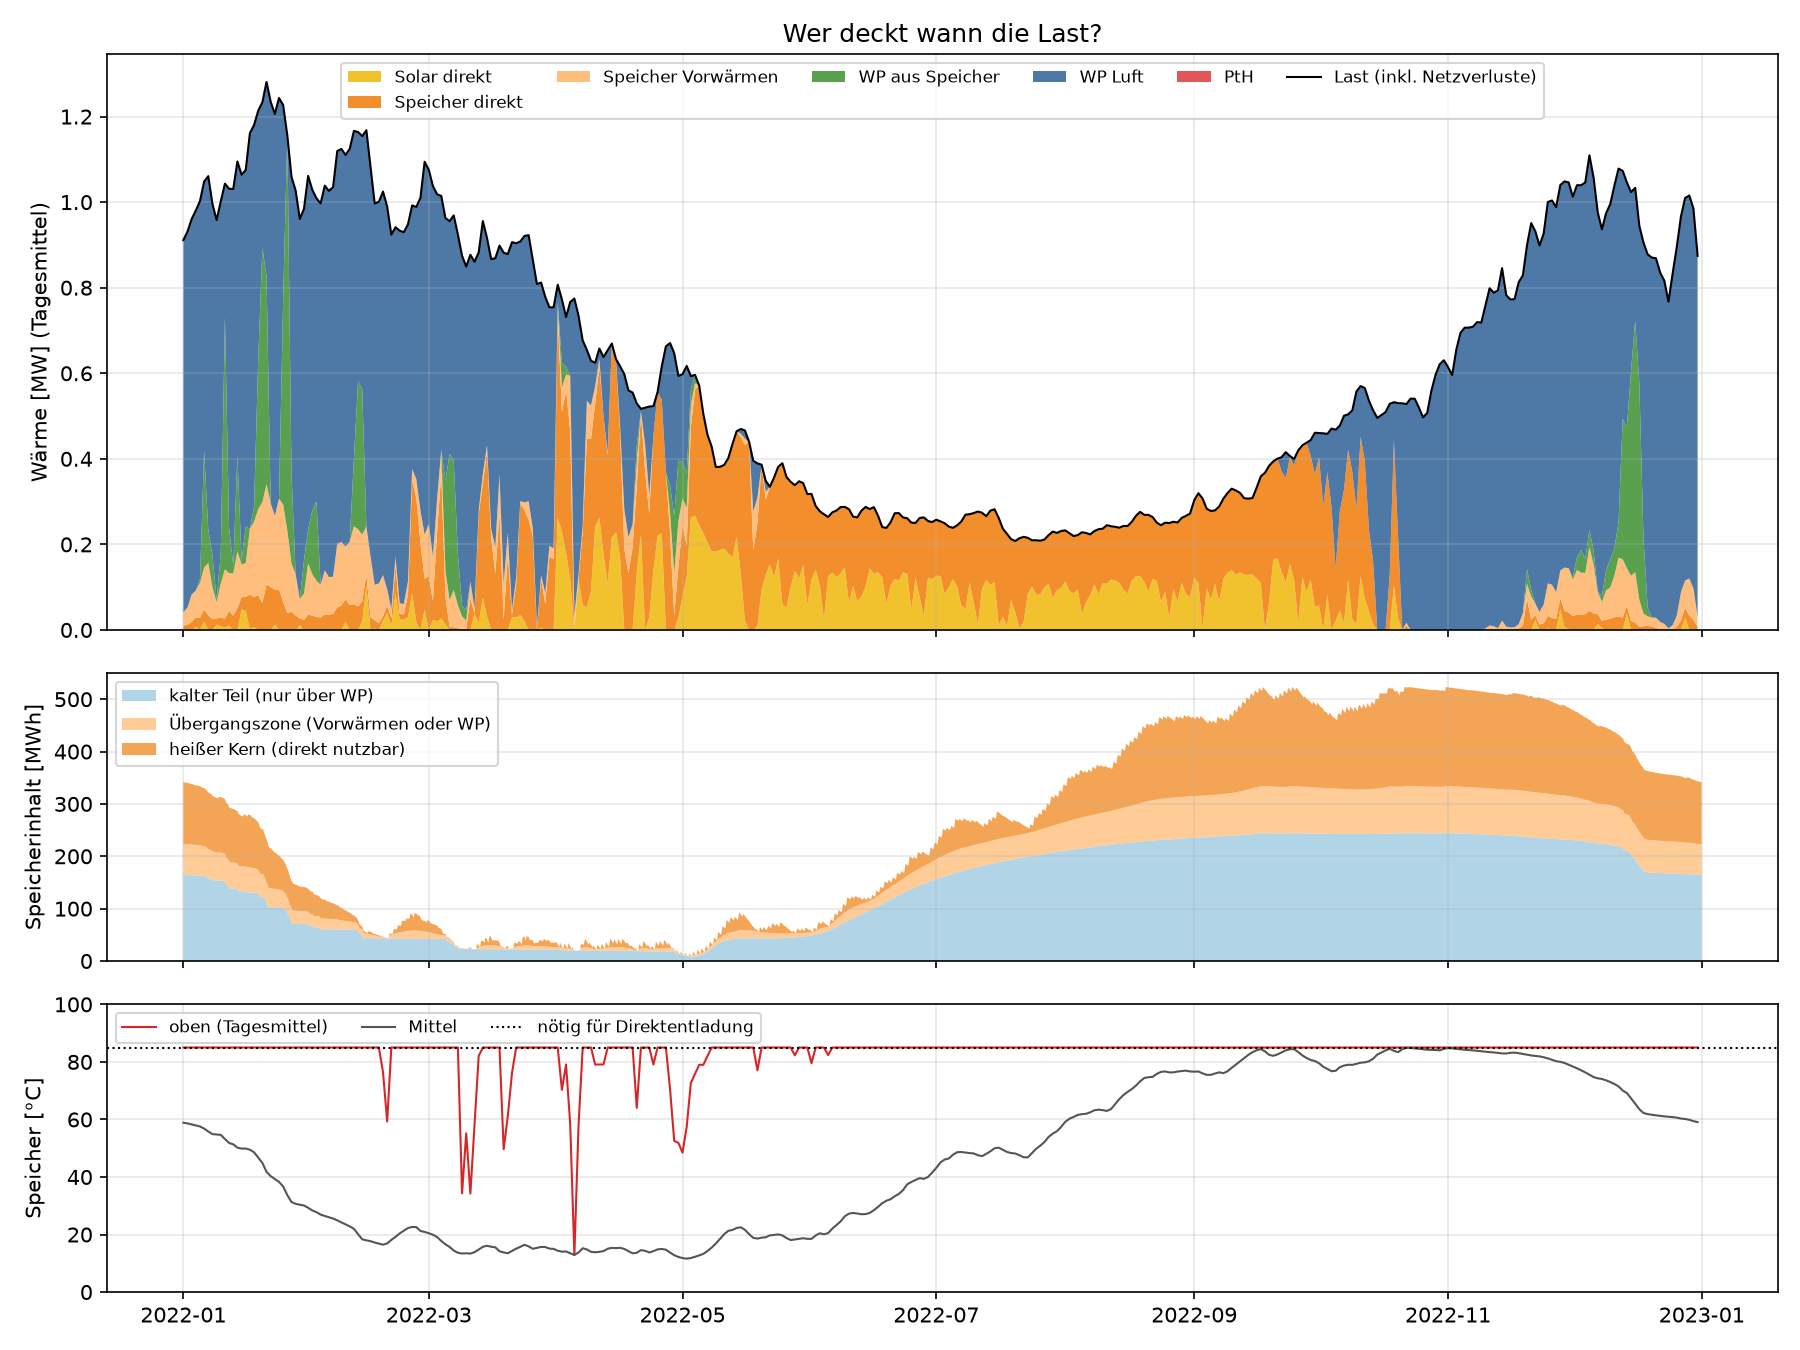 Wer deckt wann die Last?
Solar direkt
Speicher direkt
Speicher Vorwärmen
WP aus Speicher
WP Luft
PtH
Last (inkl. Netzverluste)
Wärme [MW] (Tagesmittel)
1.2
1.0
0.8
0.6
0.4
0.2
0.0
kalter Teil (nur über WP)
Übergangszone (Vorwärmen oder WP)
heißer Kern (direkt nutzbar)
Speicherinhalt [MWh]
500
400
300
200
100
0
oben (Tagesmittel)
Mittel
nötig für Direktentladung
Speicher [°C]
100
80
60
40
20
0
2022-01
2022-03
2022-05
2022-07
2022-09
2022-11
2023-01